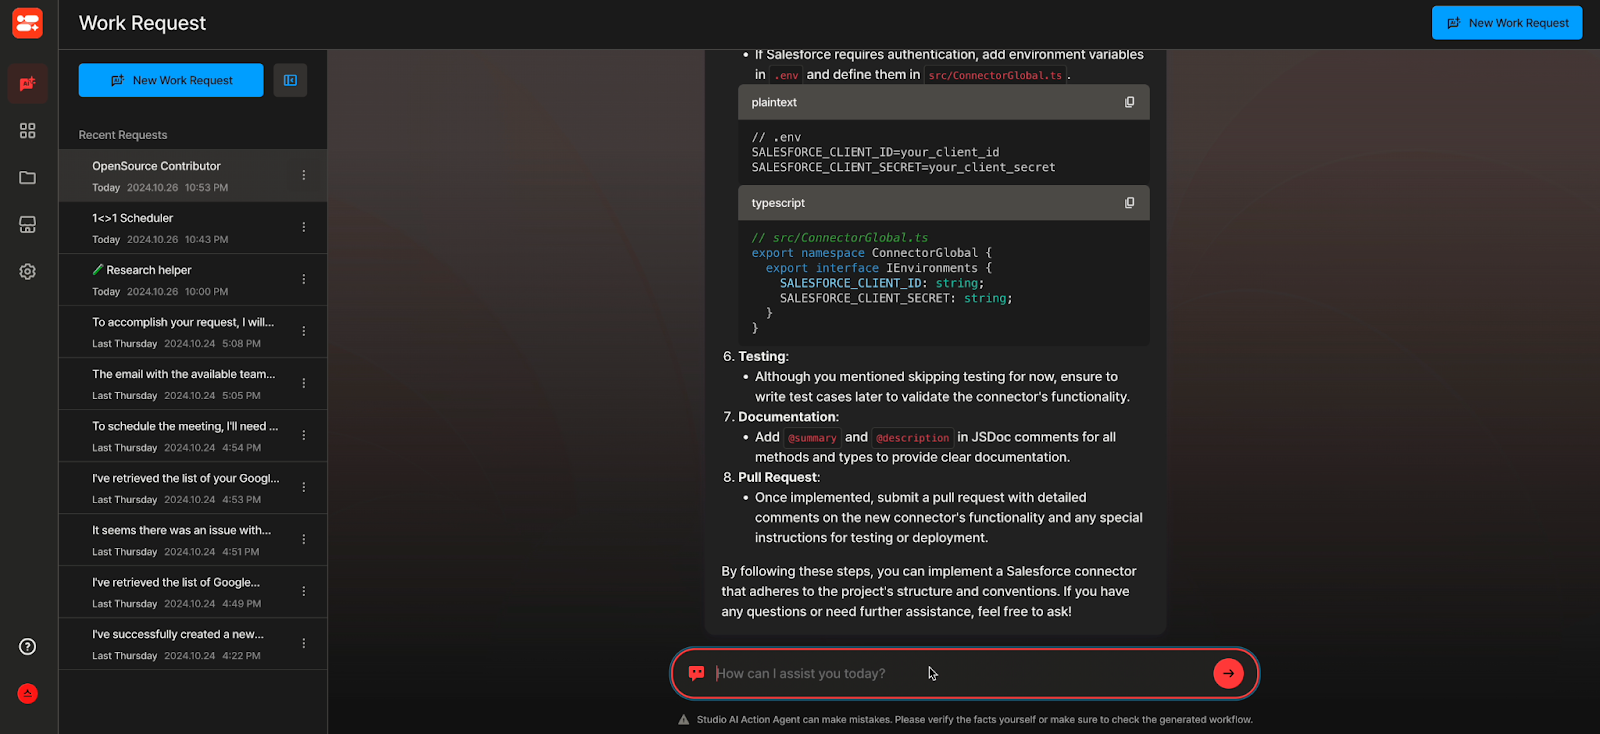 Work Request
New Work Request
New Work Request
Recent Requests
OpenSource Contributor
Today 2024.10.26 10:53 PM
1<>1 Scheduler
Today 2024.10.26 10:43 PM
Research helper
Today 2024.10.26 10:00 PM
To accomplish your request, I will...
Last Thursday 2024.10.24 5:08 PM
The email with the available team...
Last Thursday 2024.10.24 5:05 PM
To schedule the meeting, I'll need ...
Last Thursday 2024.10.24 4:54 PM
I've retrieved the list of your Googl...
Last Thursday 2024.10.24 4:53 PM
It seems there was an issue with...
Last Thursday 2024.10.24 4:51 PM
I've retrieved the list of Google...
Last Thursday 2024.10.24 4:49 PM
I've successfully created a new...
Last Thursday 2024.10.24 4:22 PM
• If Salesforce requires authentication, add environment variables
in .env and define them in src/ConnectorGlobal.ts.
plaintext
// .env
SALESFORCE_CLIENT_ID=your_client_id
SALESFORCE_CLIENT_SECRET=your_client_secret
typescript
// src/ConnectorGlobal.ts
export namespace ConnectorGlobal {
export interface IEnvironments {
SALESFORCE_CLIENT_ID: string;
SALESFORCE_CLIENT_SECRET: string;
}
}
6. Testing:
• Although you mentioned skipping testing for now, ensure to
write test cases later to validate the connector's functionality.
7. Documentation:
• Add @summary and @description in JSDoc comments for all
methods and types to provide clear documentation.
8. Pull Request:
• Once implemented, submit a pull request with detailed
comments on the new connector's functionality and any special
instructions for testing or deployment.
By following these steps, you can implement a Salesforce connector
that adheres to the project's structure and conventions. If you have
any questions or need further assistance, feel free to ask!
How can I assist you today?
Studio AI Action Agent can make mistakes. Please verify the facts yourself or make sure to check the generated workflow.